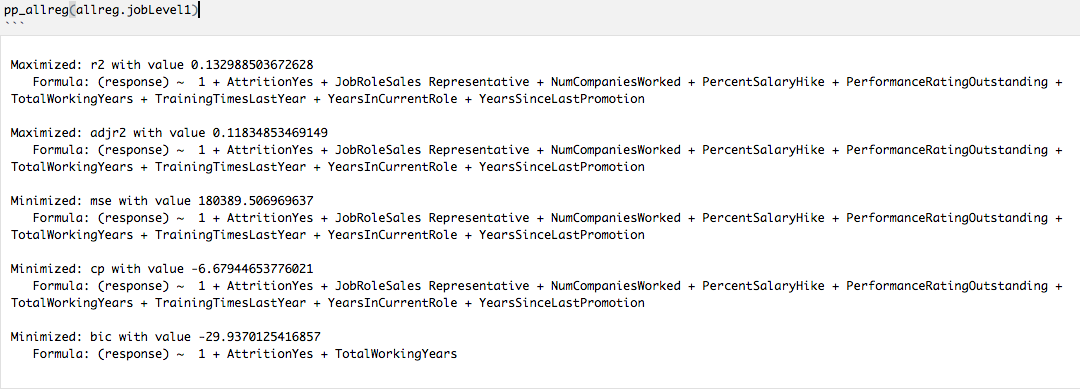 pp_allreg(allreg.jobLevel1)
```
Maximized: r2 with value 0.132988503672628
Formula: (response) ~ 1 + AttritionYes + JobRoleSales Representative + NumCompaniesWorked + PercentSalaryHike + PerformanceRatingOutstanding +
TotalWorkingYears + TrainingTimesLastYear + YearsInCurrentRole + YearsSinceLastPromotion
Maximized: adjr2 with value 0.11834853469149
Formula: (response) ~ 1 + AttritionYes + JobRoleSales Representative + NumCompaniesWorked + PercentSalaryHike + PerformanceRatingOutstanding +
TotalWorkingYears + TrainingTimesLastYear + YearsInCurrentRole + YearsSinceLastPromotion
Minimized: mse with value 180389.506969637
Formula: (response) ~ 1 + AttritionYes + JobRoleSales Representative + NumCompaniesWorked + PercentSalaryHike + PerformanceRatingOutstanding +
TotalWorkingYears + TrainingTimesLastYear + YearsInCurrentRole + YearsSinceLastPromotion
Minimized: cp with value -6.67944653776021
Formula: (response) ~ 1 + AttritionYes + JobRoleSales Representative + NumCompaniesWorked + PercentSalaryHike + PerformanceRatingOutstanding +
TotalWorkingYears + TrainingTimesLastYear + YearsInCurrentRole + YearsSinceLastPromotion
Minimized: bic with value -29.9370125416857
Formula: (response) ~ 1 + AttritionYes + TotalWorkingYears